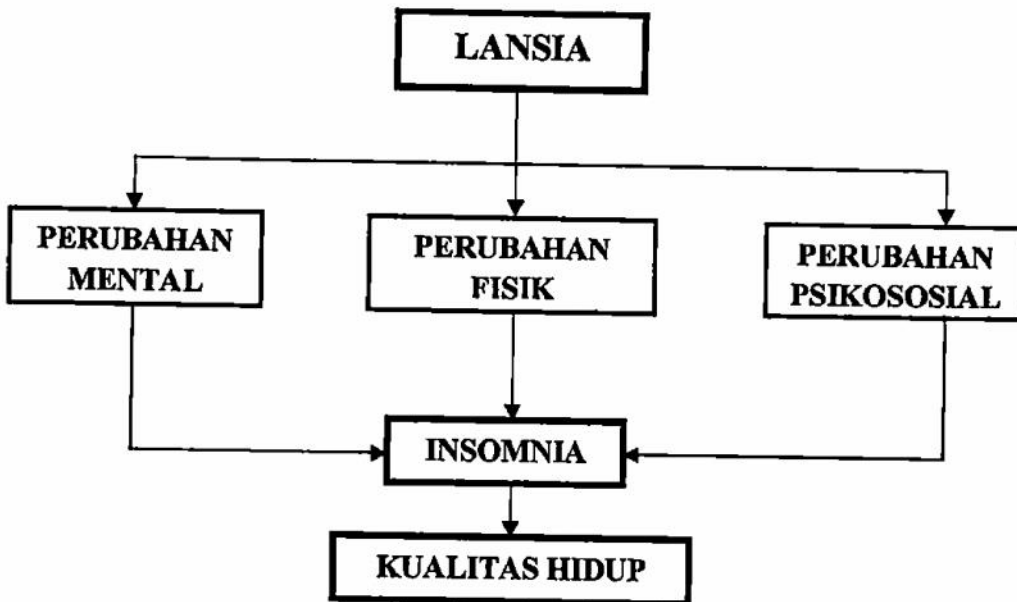 LANSIA
PERUBAHAN
MENTAL
PERUBAHAN
FISIK
PERUBAHAN
PSIKOSOSIAL
INSOMNIA
KUALITAS HIDUP